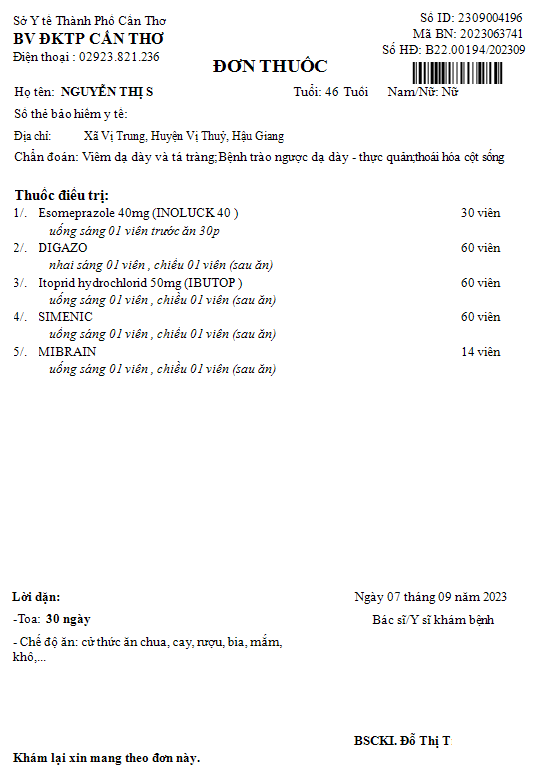 Sở Y tế Thành Phố Cần Thơ
BV ĐKTP CẦN THƠ
Điện thoại : 02923.821.236
Số ID: 2309004196
Mã BN: 2023063741
Số HĐ: B22.00194/202309
ĐƠN THUỐC
Họ tên: NGUYỄN THỊ S
Tuổi: 46 Tuổi Nam/Nữ: Nữ
Số thẻ bảo hiểm y tế:
Địa chỉ: Xã Vị Trung, Huyện Vị Thuỷ, Hậu Giang
Chẩn đoán: Viêm dạ dày và tá tràng;Bệnh trào ngược dạ dày - thực quản;thoái hóa cột sống
Thuốc điều trị:
1/. Esomeprazole 40mg (INOLUCK 40 ) 30 viên
uống sáng 01 viên trước ăn 30p
2/. DIGAZO 60 viên
nhai sáng 01 viên , chiều 01 viên (sau ăn)
3/. Itoprid hydrochlorid 50mg (IBUTOP ) 60 viên
uống sáng 01 viên , chiều 01 viên (sau ăn)
4/. SIMENIC 60 viên
uống sáng 01 viên , chiều 01 viên (sau ăn)
5/. MIBRAIN 14 viên
uống sáng 01 viên , chiều 01 viên (sau ăn)
Lời dặn:
-Toa: 30 ngày
- Chế độ ăn: cử thức ăn chua, cay, rượu, bia, mắm,
khô,...
Ngày 07 tháng 09 năm 2023
Bác sĩ/Y sĩ khám bệnh
BSCKI. Đỗ Thị T
Khám lại xin mang theo đơn này.